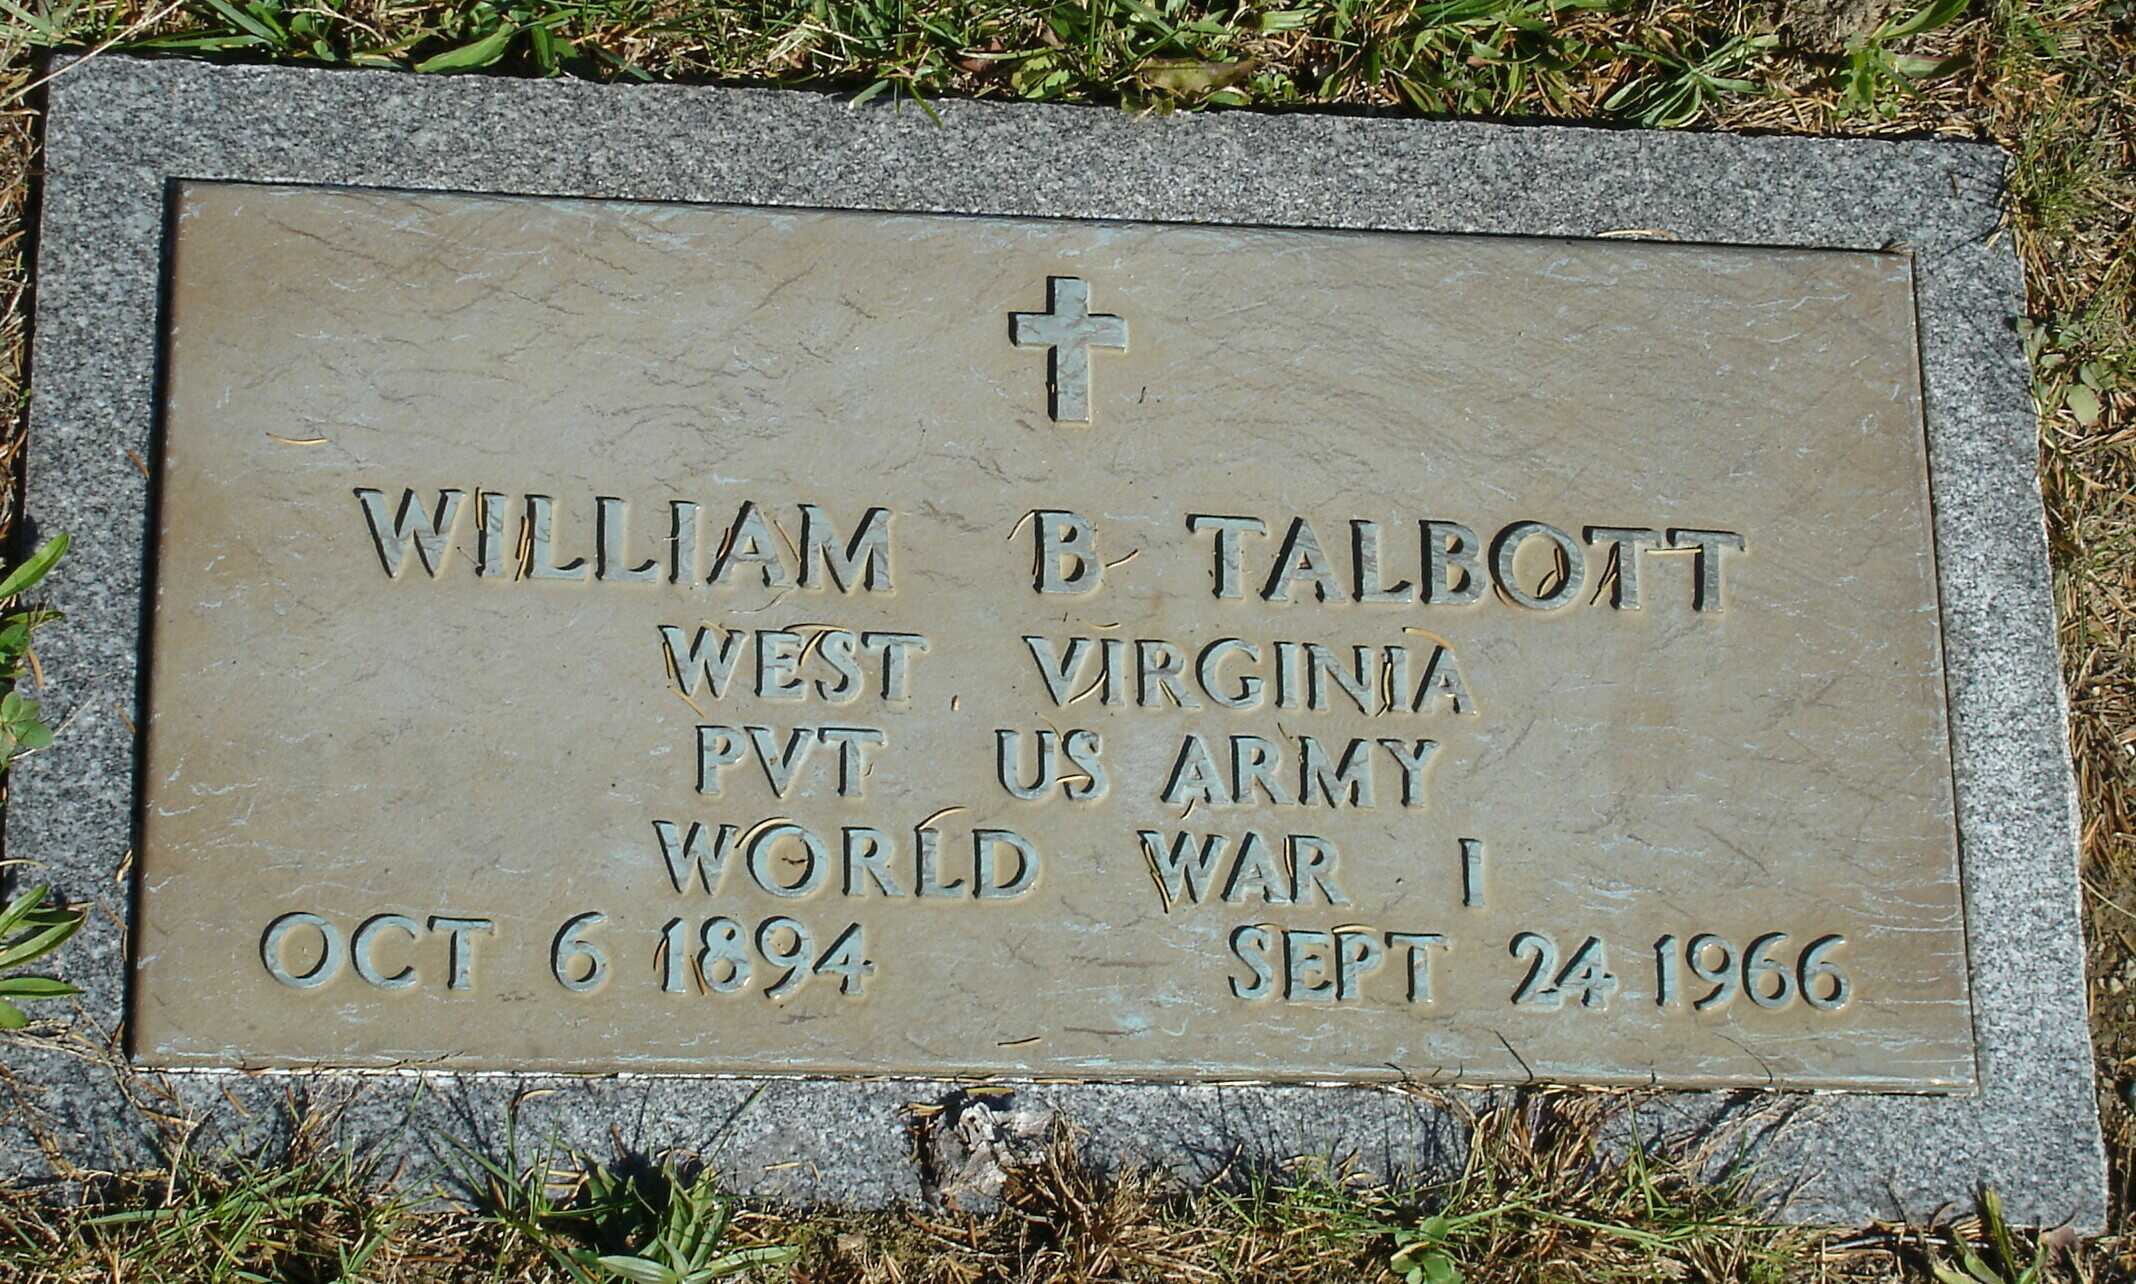 WILLIAM B TALBOTT
WEST VIRGINIA
PVT US ARMY
WORLD WAR I
OCT 6 1894 SEPT 24 1966